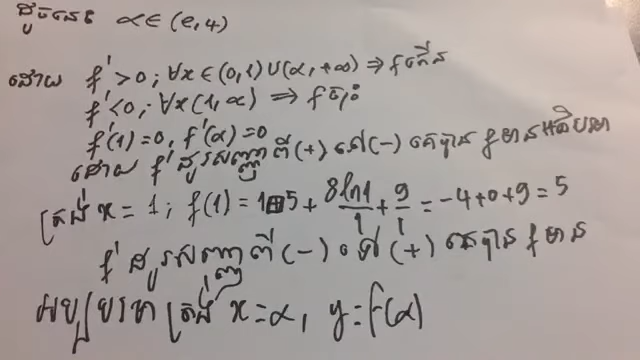 ដូចនេះ α∈(e,4)
ដោយ f'>0; ∀x∈(0,1)∪(α,+∞) ⇒ f កើន
f'<0; ∀x(1,α) ⇒ f ចុះ
f'(1)=0, f'(α)=0
ដោយ f' ដូរសញ្ញាពី (+) ទៅ (-) គេបាន f មានអតិបរមា
ត្រង់ x=1; f(1)=1-5+8ln1/1+9/1=-4+0+9=5
f' ដូរសញ្ញាពី (-) ទៅ (+) គេបាន f មាន
អប្បបរមា ត្រង់ x=α, y=f(α)